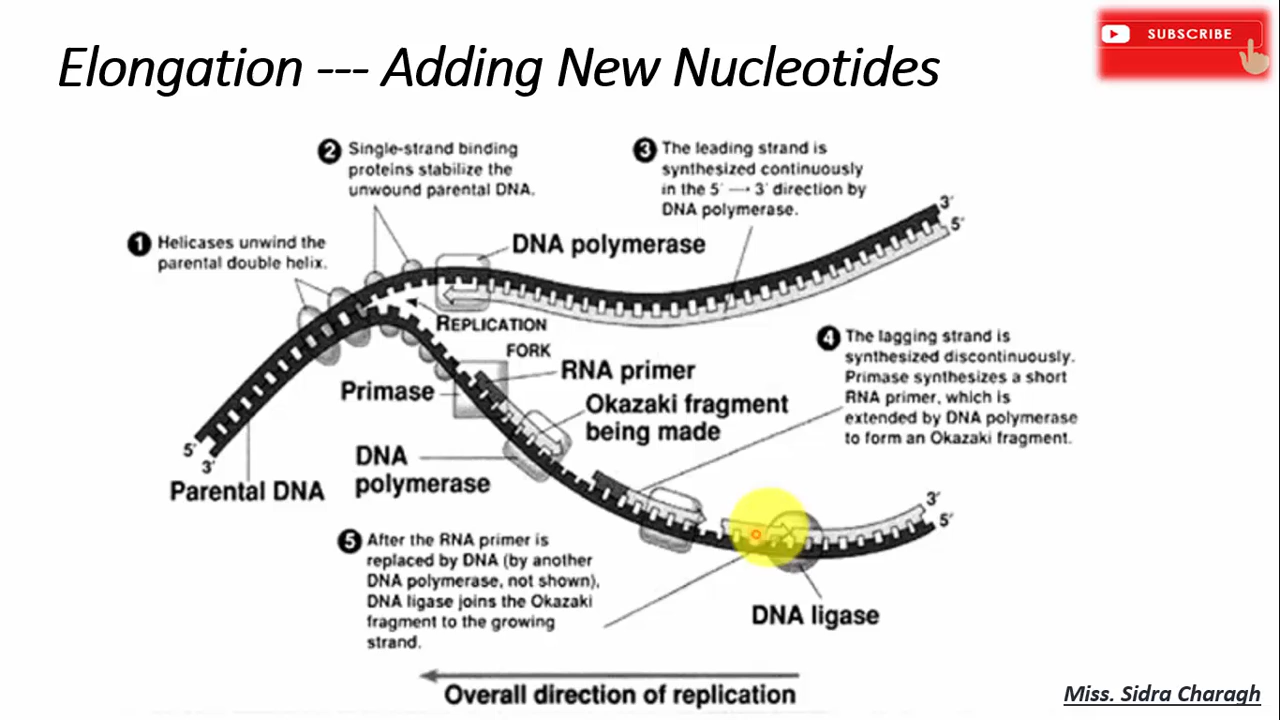 Elongation --- Adding New Nucleotides
SUBSCRIBE
2 Single-strand binding
proteins stabilize the
unwound parental DNA.
3 The leading strand is
synthesized continuously
in the 5′ → 3′ direction by
DNA polymerase.
1 Helicases unwind the
parental double helix.
DNA polymerase
3′
5′
REPLICATION
FORK
4 The lagging strand is
synthesized discontinuously.
Primase synthesizes a short
RNA primer, which is
extended by DNA polymerase
to form an Okazaki fragment.
RNA primer
Primase
Okazaki fragment
being made
5′
3′
DNA
polymerase
Parental DNA
3′
5′
5 After the RNA primer is
replaced by DNA (by another
DNA polymerase, not shown),
DNA ligase joins the Okazaki
fragment to the growing
strand.
DNA ligase
Overall direction of replication
Miss. Sidra Charagh